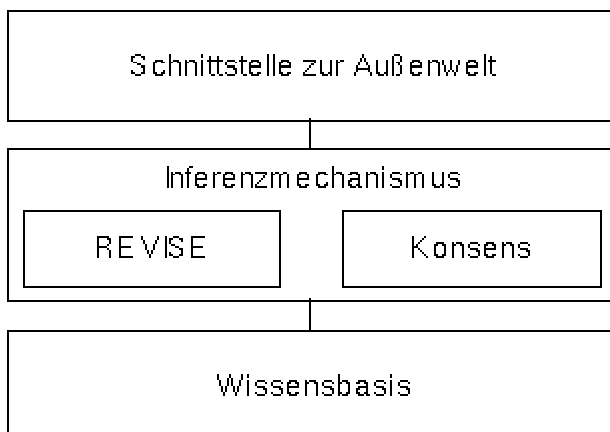 Schnittstelle zur Außenwelt
Inferenzmechanismus
REVISE
Konsens
Wissensbasis